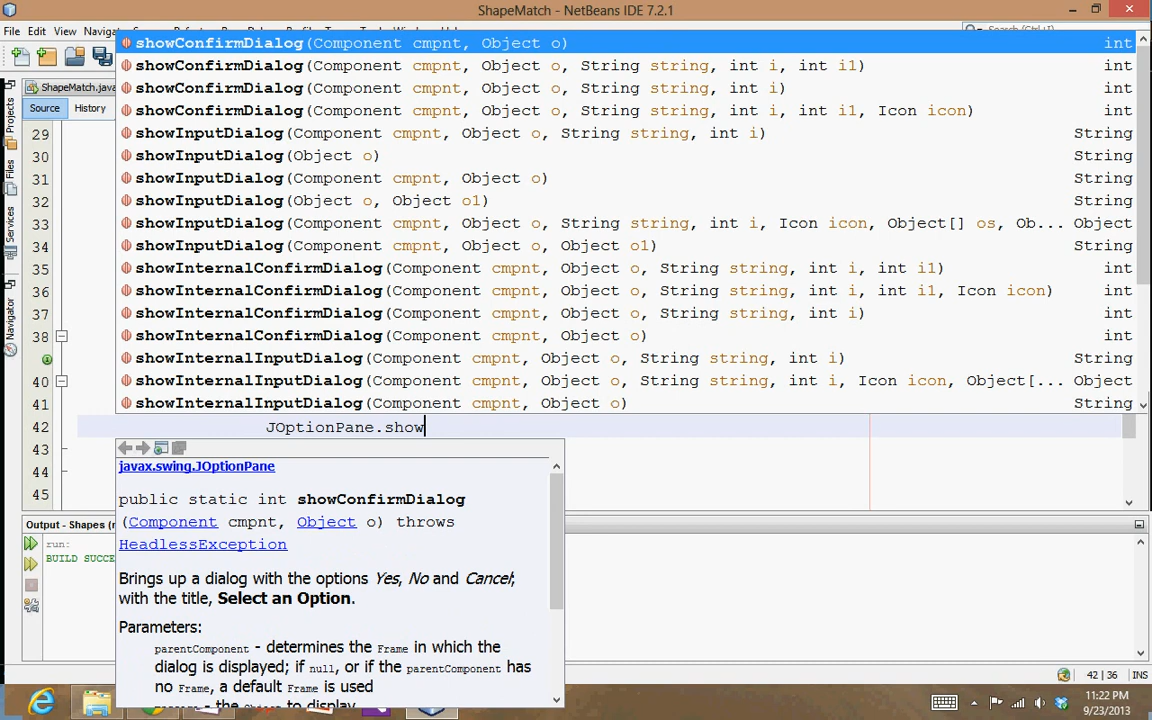 ShapeMatch - NetBeans IDE 7.2.1
File Edit View Naviga
Search (Ctrl+I)
showConfirmDialog(Component cmpnt, Object o) int
showConfirmDialog(Component cmpnt, Object o, String string, int i, int i1) int
showConfirmDialog(Component cmpnt, Object o, String string, int i) int
showConfirmDialog(Component cmpnt, Object o, String string, int i, int i1, Icon icon) int
showInputDialog(Component cmpnt, Object o, String string, int i) String
showInputDialog(Object o) String
showInputDialog(Component cmpnt, Object o) String
showInputDialog(Object o, Object o1) String
showInputDialog(Component cmpnt, Object o, String string, int i, Icon icon, Object[] os, Ob... Object
showInputDialog(Component cmpnt, Object o, Object o1) String
showInternalConfirmDialog(Component cmpnt, Object o, String string, int i, int i1) int
showInternalConfirmDialog(Component cmpnt, Object o, String string, int i, int i1, Icon icon) int
showInternalConfirmDialog(Component cmpnt, Object o, String string, int i) int
showInternalConfirmDialog(Component cmpnt, Object o) int
showInternalInputDialog(Component cmpnt, Object o, String string, int i) String
showInternalInputDialog(Component cmpnt, Object o, String string, int i, Icon icon, Object[... Object
showInternalInputDialog(Component cmpnt, Object o) String
ShapeMatch.java
Source History
Projects
Files
Services
Navigator
29
30
31
32
33
34
35
36
37
38
40
41
42 JOptionPane.show
43
44
45
javax.swing.JOptionPane
public static int showConfirmDialog
(Component cmpnt, Object o) throws
HeadlessException
Brings up a dialog with the options Yes, No and Cancel;
with the title, Select an Option.
Parameters:
parentComponent - determines the Frame in which the
dialog is displayed; if null, or if the parentComponent has
no Frame, a default Frame is used
message - the Object to display
Output - Shapes (r
run:
BUILD SUCCE
42 | 36 INS
11:22 PM
9/23/2013